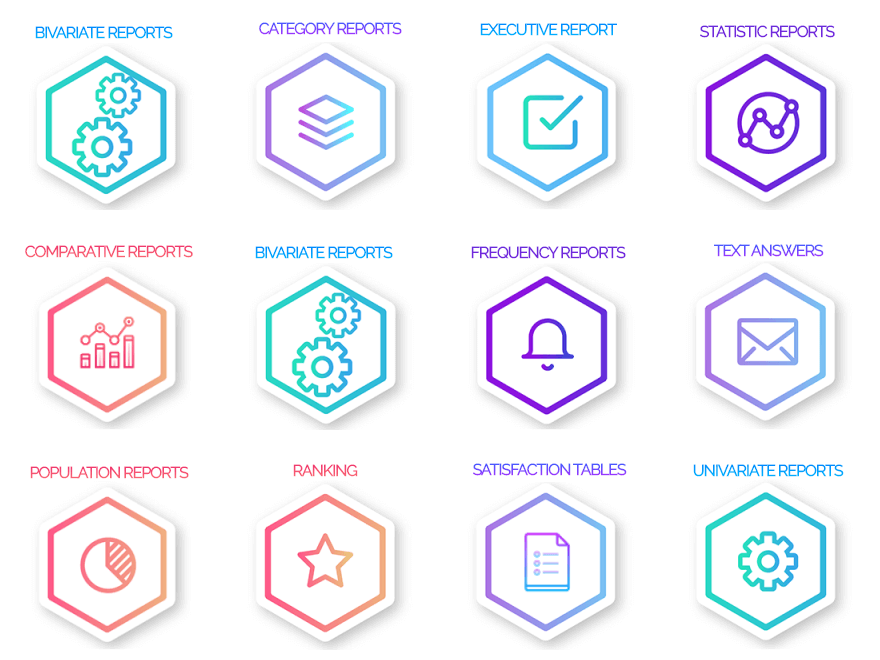 BIVARIATE REPORTS
CATEGORY REPORTS
EXECUTIVE REPORT
STATISTIC REPORTS
COMPARATIVE REPORTS
BIVARIATE REPORTS
FREQUENCY REPORTS
TEXT ANSWERS
POPULATION REPORTS
RANKING
SATISFACTION TABLES
UNIVARIATE REPORTS